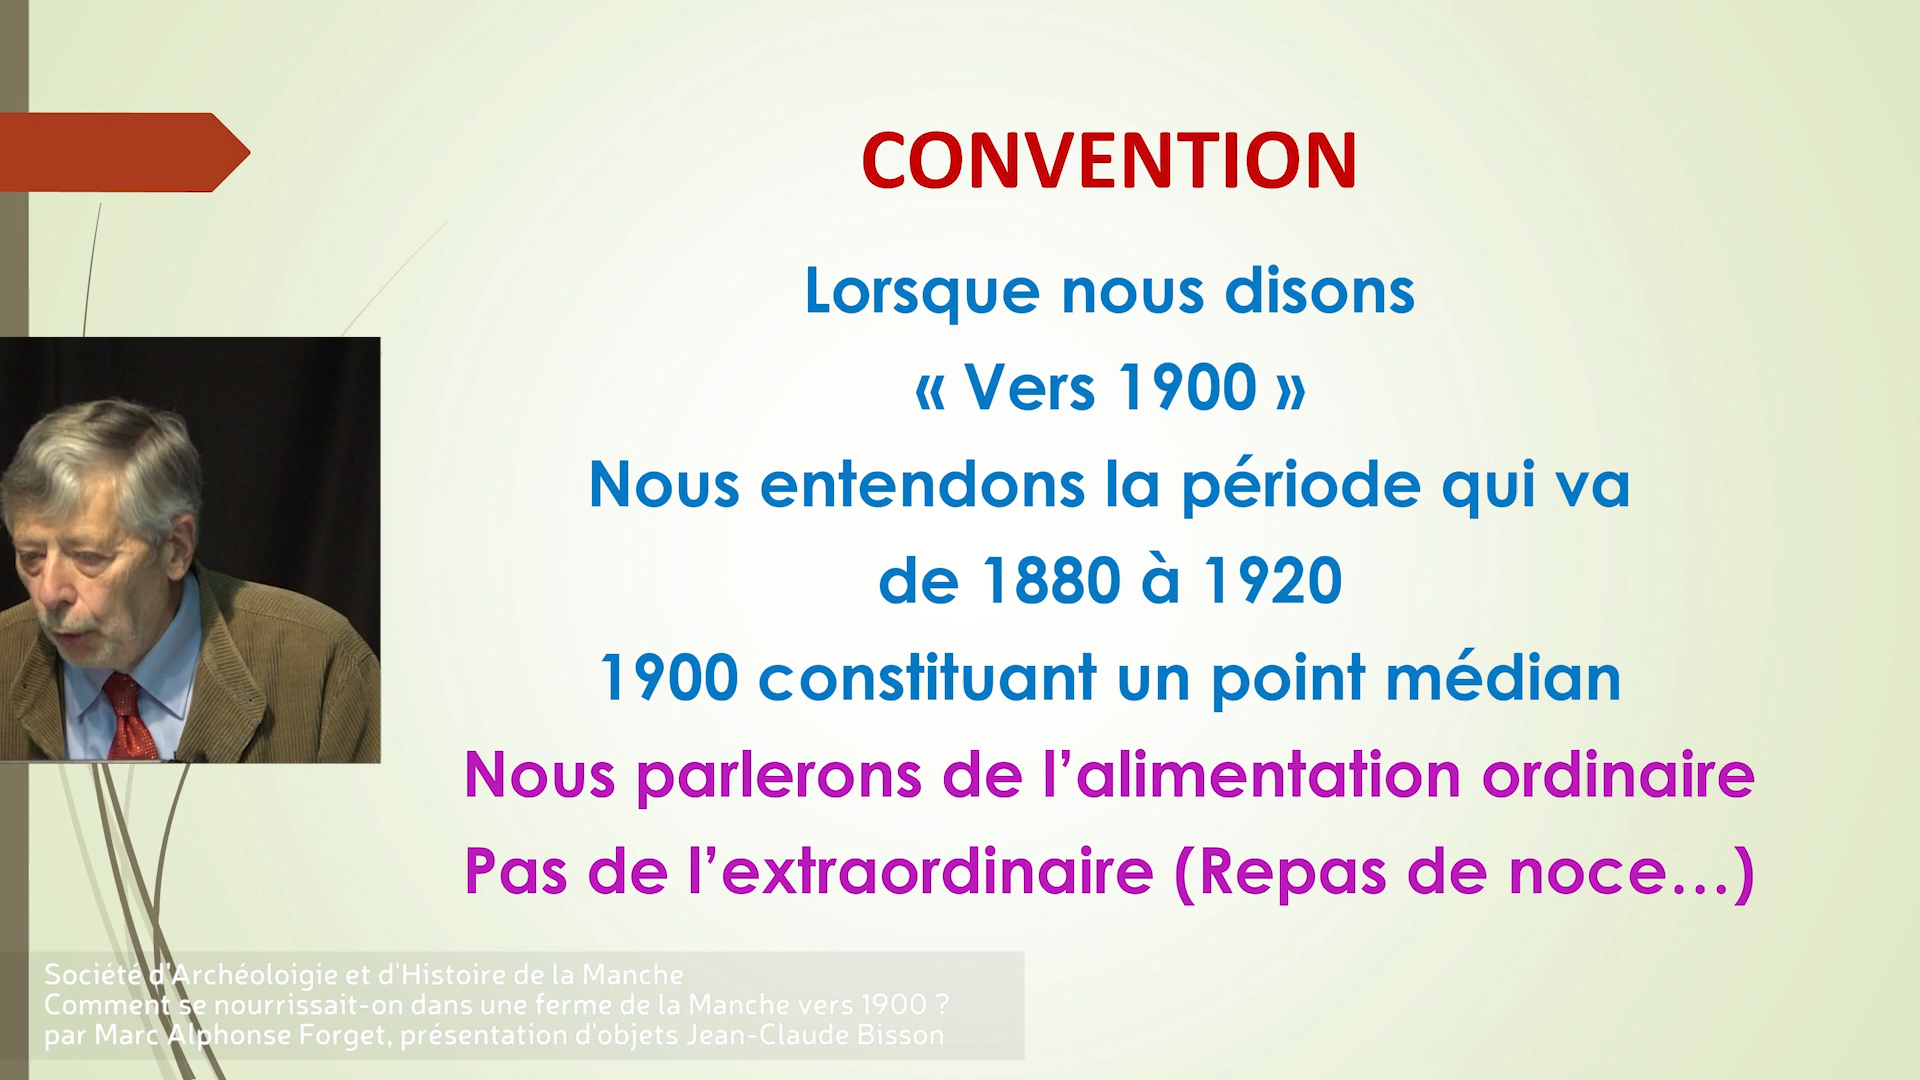 CONVENTION
Lorsque nous disons
« Vers 1900 »
Nous entendons la période qui va
de 1880 à 1920
1900 constituant un point médian
Nous parlerons de l’alimentation ordinaire
Pas de l’extraordinaire (Repas de noce…)
Société d'Archéoloigie et d'Histoire de la Manche
Comment se nourrissait-on dans une ferme de la Manche vers 1900 ?
par Marc Alphonse Forget, présentation d'objets Jean-Claude Bisson